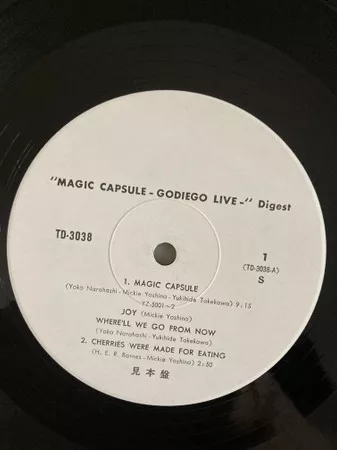 "MAGIC CAPSULE - GODIEGO LIVE -" Digest
TD-3038
1
(TD-3038-A)
S
1. MAGIC CAPSULE
(Yoko Narahashi - Mickie Yoshino - Yukihide Takekawa) 9:15
YZ-3001~2
JOY (Mickie Yoshino)
WHERE'LL WE GO FROM NOW
(Yoko Narahashi - Yukihide Takekawa)
2. CHERRIES WERE MADE FOR EATING
(H. E. R. Barnes - Mickie Yoshino) 2:50
見本盤